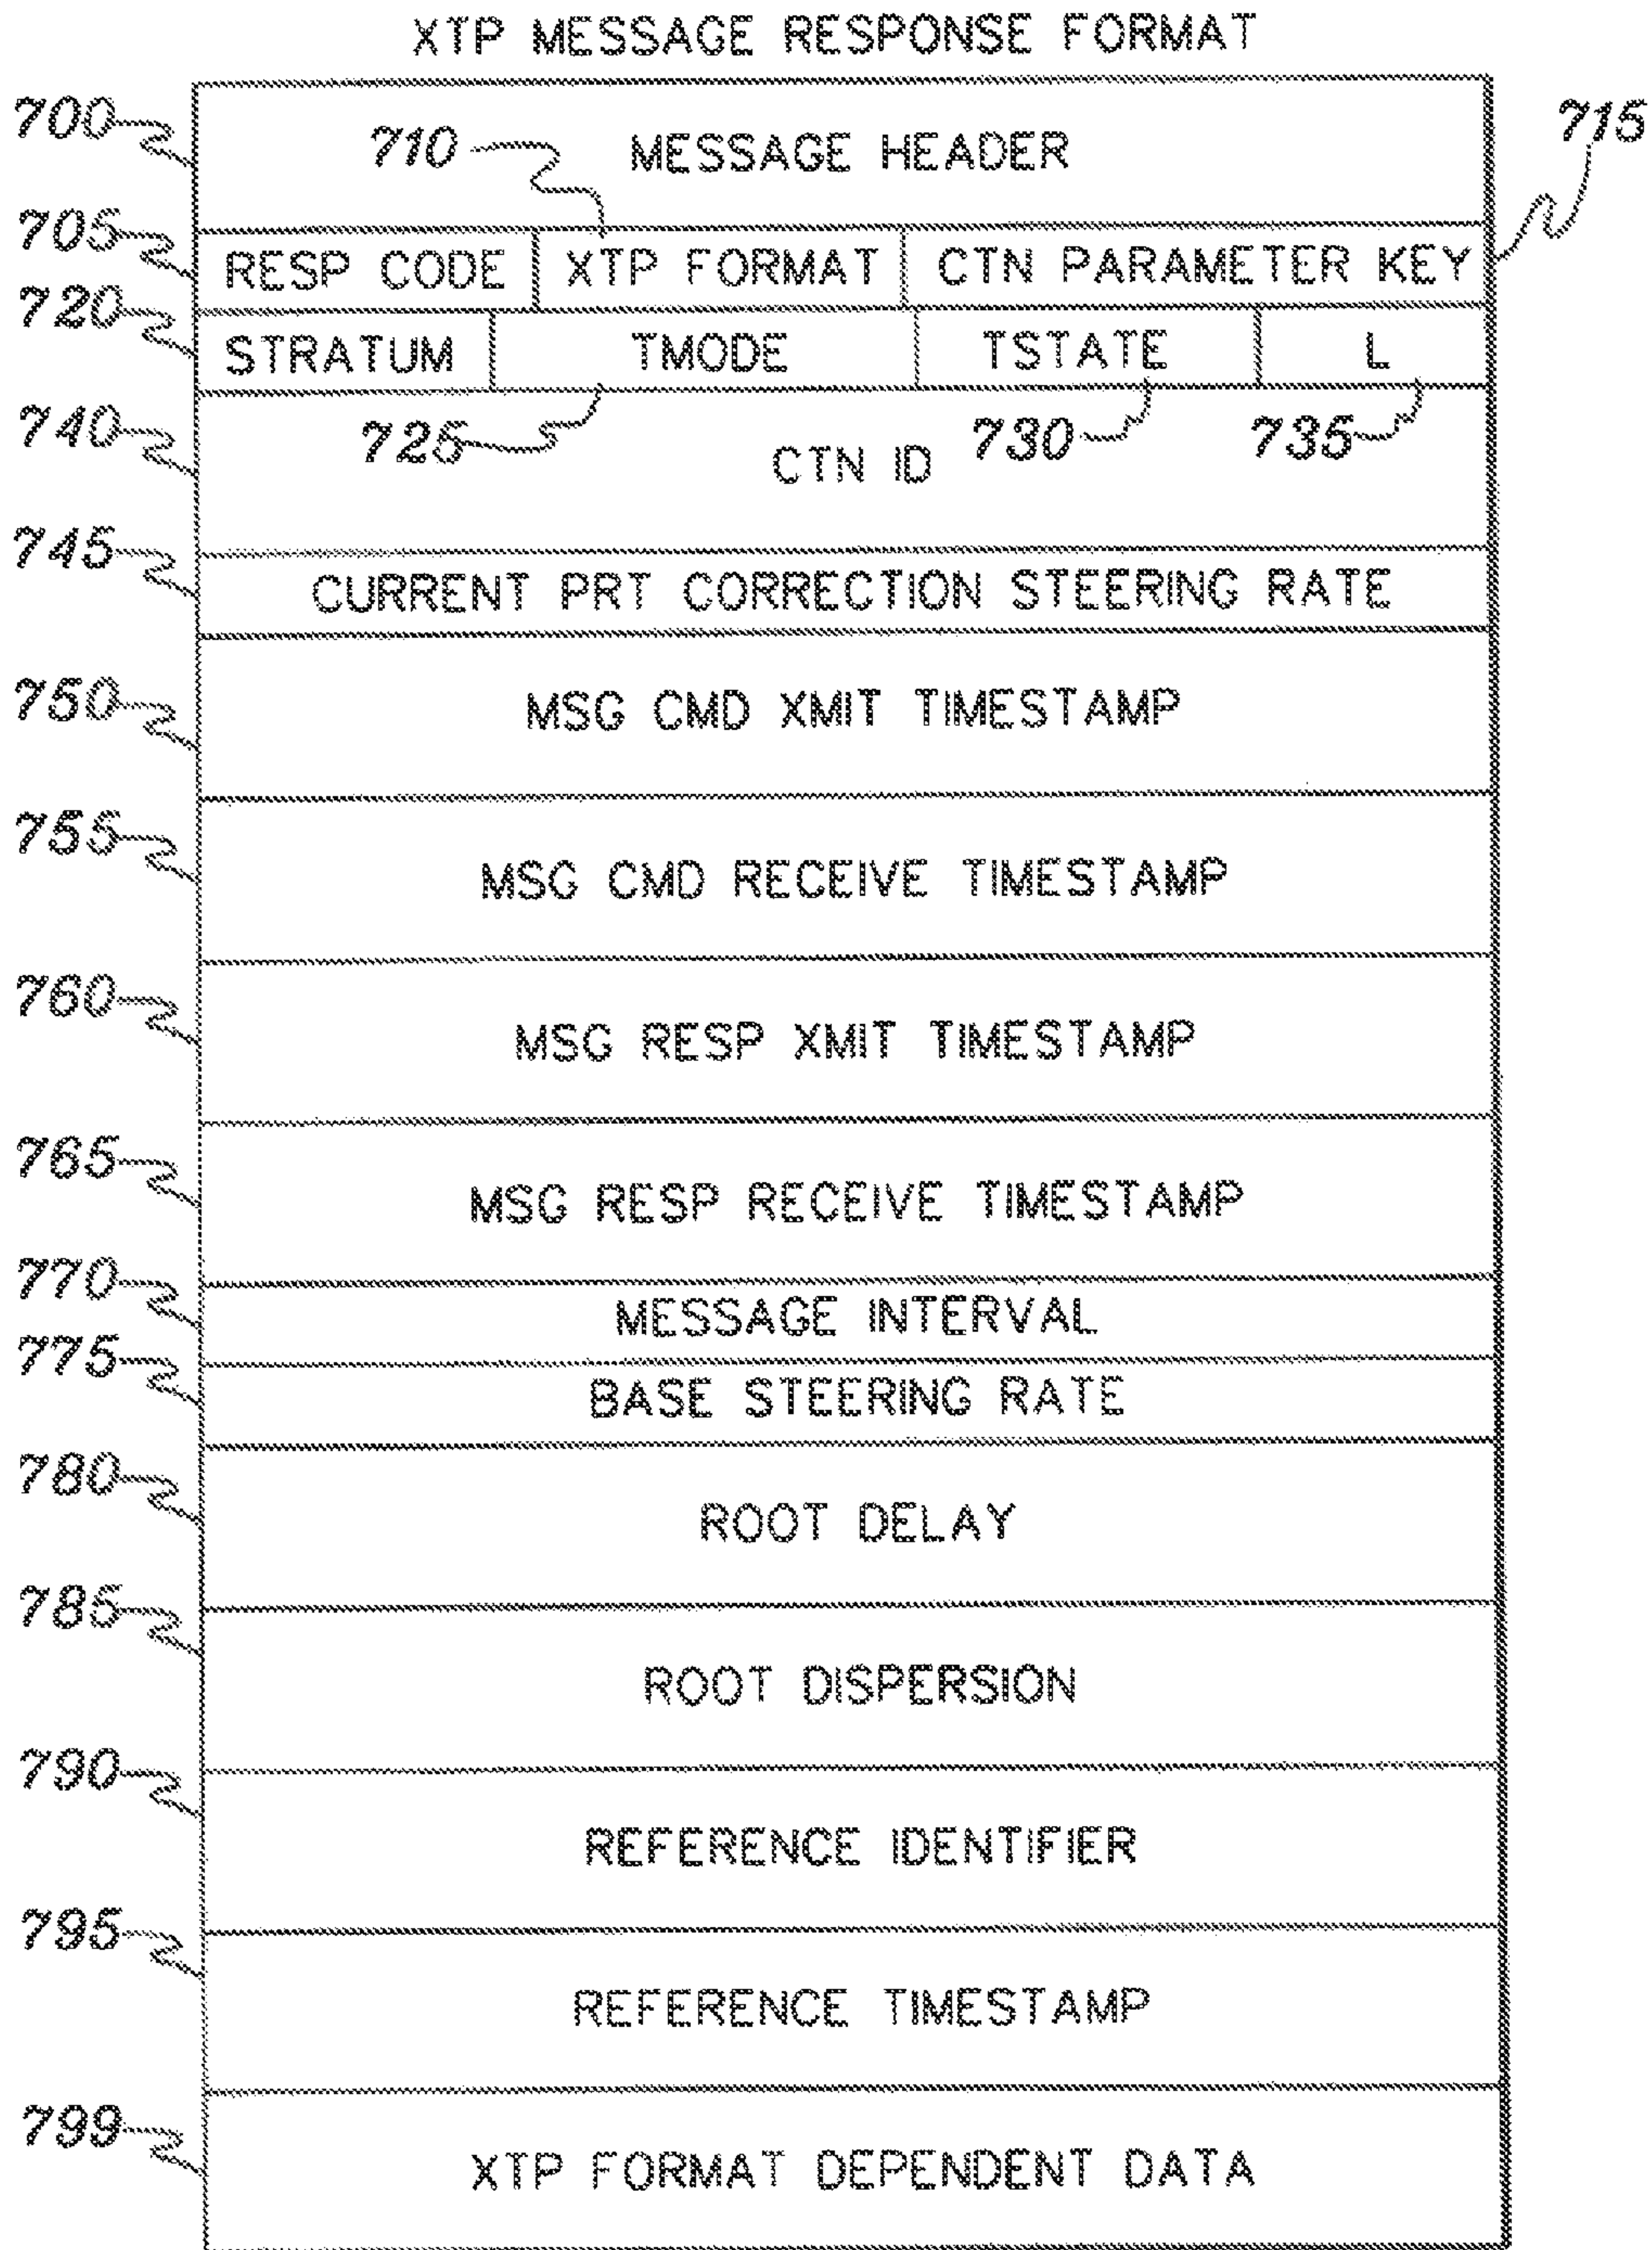 XTP MESSAGE RESPONSE FORMAT
700
710 MESSAGE HEADER
715
705 RESP CODE XTP FORMAT CTN PARAMETER KEY
720 STRATUM TMODE TSTATE L
740 725 CTN ID 730 735
745 CURRENT PRT CORRECTION STEERING RATE
750 MSG CMD XMIT TIMESTAMP
755 MSG CMD RECEIVE TIMESTAMP
760 MSG RESP XMIT TIMESTAMP
765 MSG RESP RECEIVE TIMESTAMP
770 MESSAGE INTERVAL
775 BASE STEERING RATE
780 ROOT DELAY
785 ROOT DISPERSION
790 REFERENCE IDENTIFIER
795 REFERENCE TIMESTAMP
799 XTP FORMAT DEPENDENT DATA